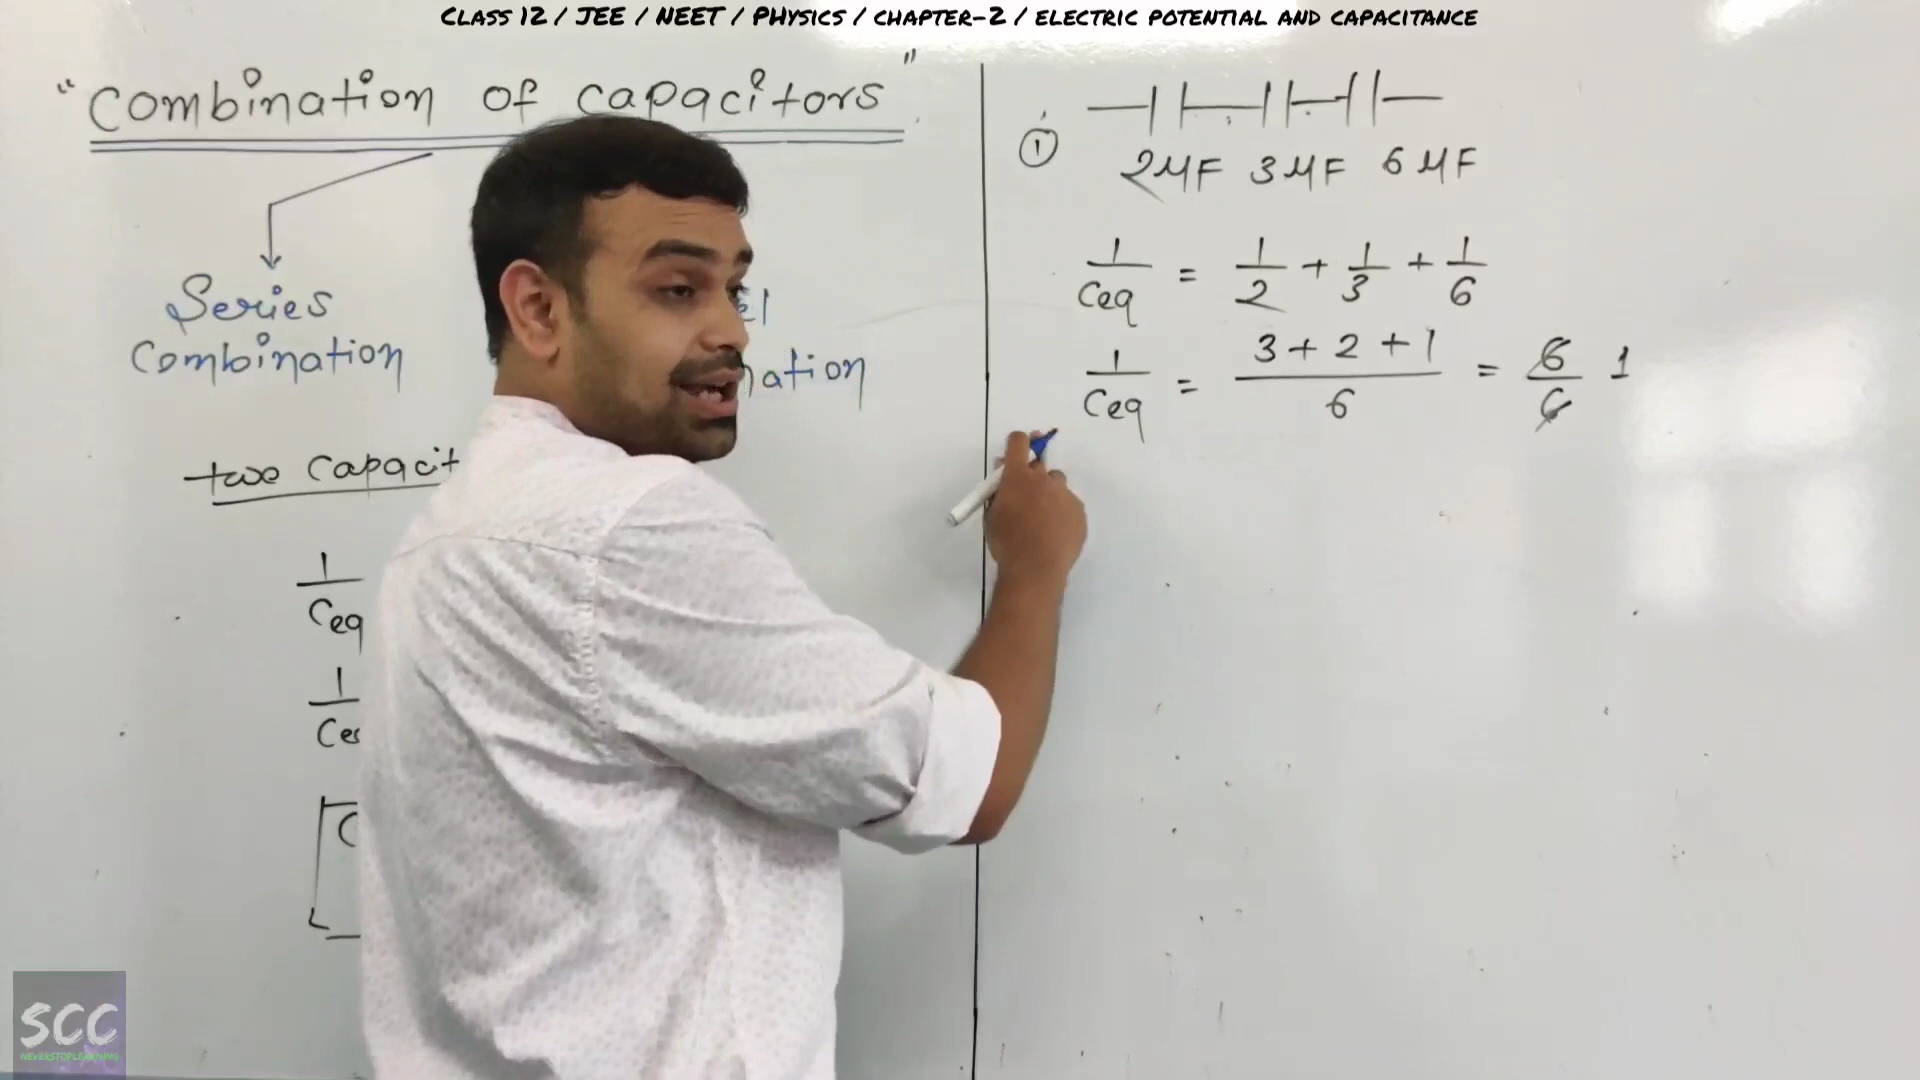 CLASS 12 / JEE / NEET / PHYSICS / CHAPTER-2 / ELECTRIC POTENTIAL AND CAPACITANCE
"Combination of capacitors"
Series
Combination
two capacit
1
Ceq
1
① 
2μF 3μF 6μF
1/Ceq = 1/2 + 1/3 + 1/6
1/Ceq = 3+2+1/6 = 6/6 1
SCC
NEVERSTOPLEARNING